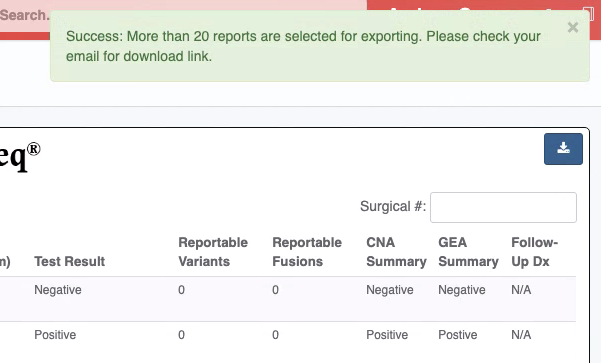 Search.
Success: More than 20 reports are selected for exporting. Please check your
email for download link.
×
eq®
Surgical #:
Reportable Reportable CNA GEA Follow-
n) Test Result Variants Fusions Summary Summary Up Dx
Negative 0 0 Negative Negative N/A
Positive 0 0 Positive Postive N/A